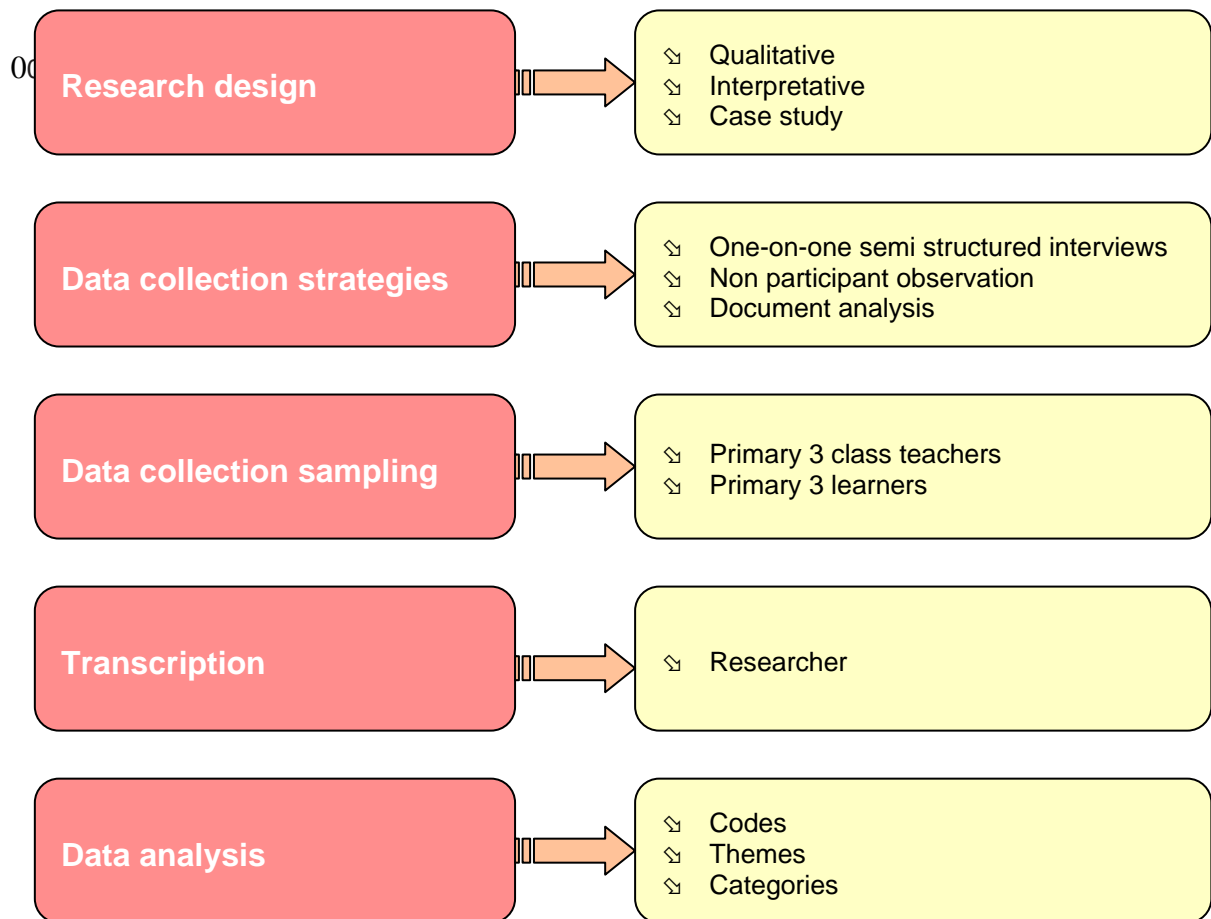 Research design
Qualitative
Interpretative
Case study
Data collection strategies
One-on-one semi structured interviews
Non participant observation
Document analysis
Data collection sampling
Primary 3 class teachers
Primary 3 learners
Transcription
Researcher
Data analysis
Codes
Themes
Categories